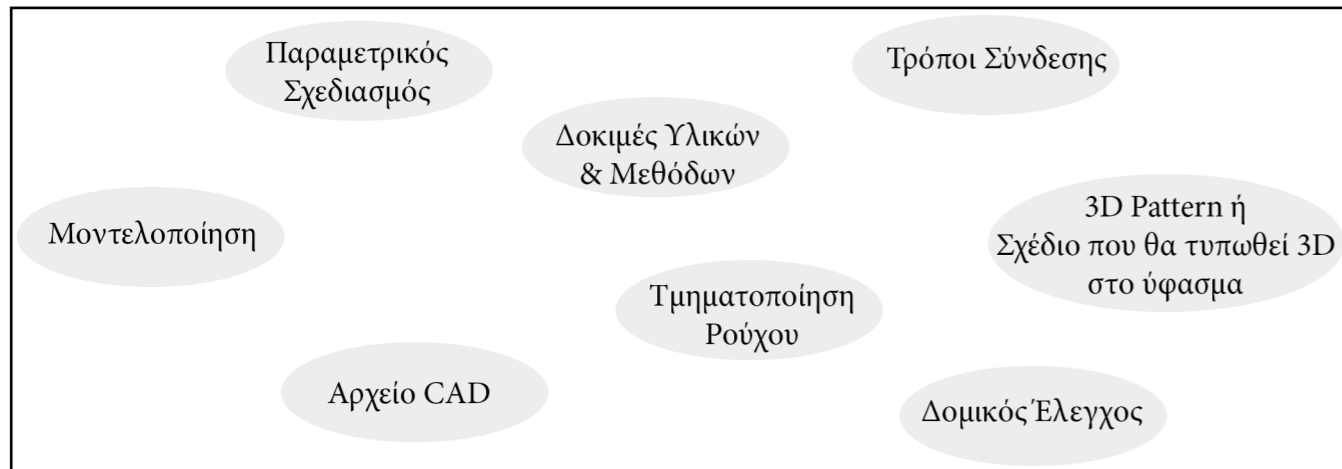 Παραμετρικός
Σχεδιασμός
Τρόποι Σύνδεσης
Δοκιμές Υλικών
& Μεθόδων
Μοντελοποίηση
3D Pattern ή
Σχέδιο που θα τυπωθεί 3D
στο ύφασμα
Τμηματοποίηση
Ρούχου
Αρχείο CAD
Δομικός Έλεγχος